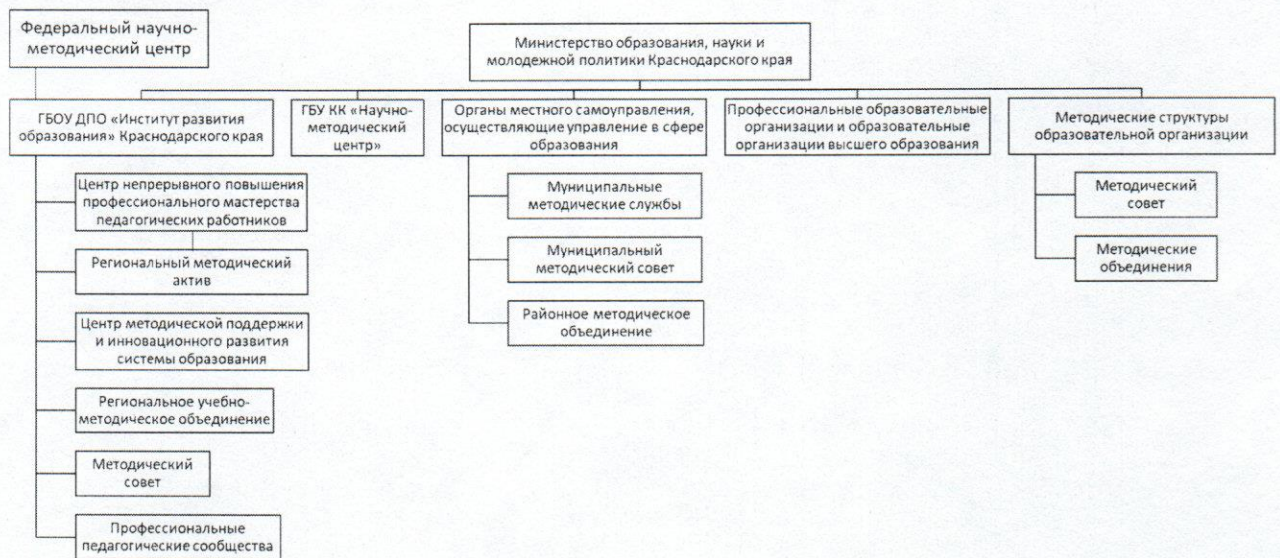 Федеральный научно-
методический центр
Министерство образования, науки и
молодежной политики Краснодарского края
ГБОУ ДПО «Институт развития
образования» Краснодарского края
ГБУ КК «Научно-
методический
центр»
Органы местного самоуправления,
осуществляющие управление в сфере
образования
Профессиональные образовательные
организации и образовательные
организации высшего образования
Методические структуры
образовательной организации
Центр непрерывного повышения
профессионального мастерства
педагогических работников
Региональный методический
актив
Центр методической поддержки
и инновационного развития
системы образования
Региональное учебно-
методическое объединение
Методический
совет
Профессиональные
педагогические сообщества
Муниципальные
методические службы
Муниципальный
методический совет
Районное методическое
объединение
Методический
совет
Методические
объединения